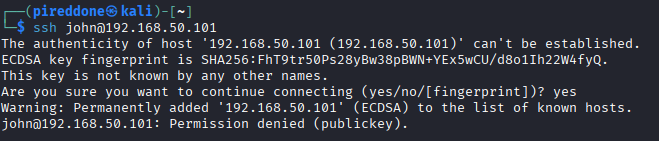 ┌──(pireddone㉿kali)-[~]
└─$ ssh john@192.168.50.101
The authenticity of host '192.168.50.101 (192.168.50.101)' can't be established.
ECDSA key fingerprint is SHA256:FhT9tr50Ps28yBw38pBWN+YEx5wCU/d8o1Ih22W4fyQ.
This key is not known by any other names.
Are you sure you want to continue connecting (yes/no/[fingerprint])? yes
Warning: Permanently added '192.168.50.101' (ECDSA) to the list of known hosts.
john@192.168.50.101: Permission denied (publickey).